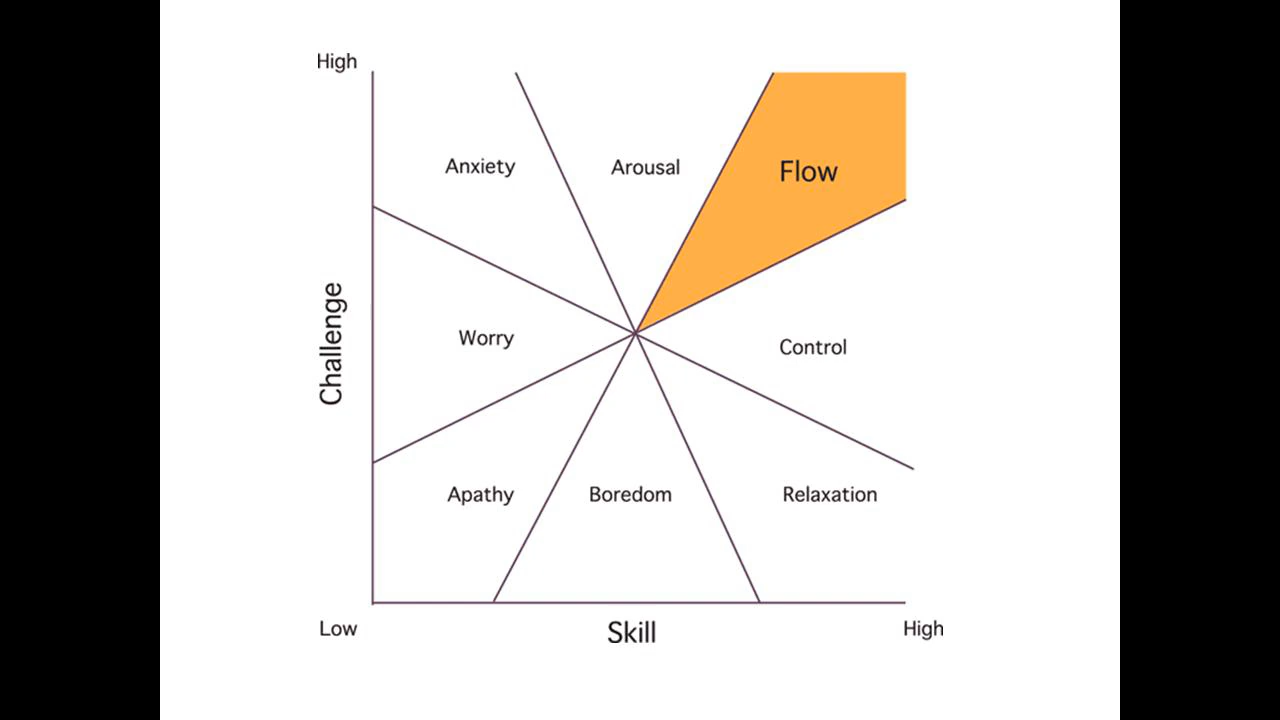 High
Anxiety
Arousal
Flow
Challenge
Worry
Control
Apathy
Boredom
Relaxation
Low
Skill
High